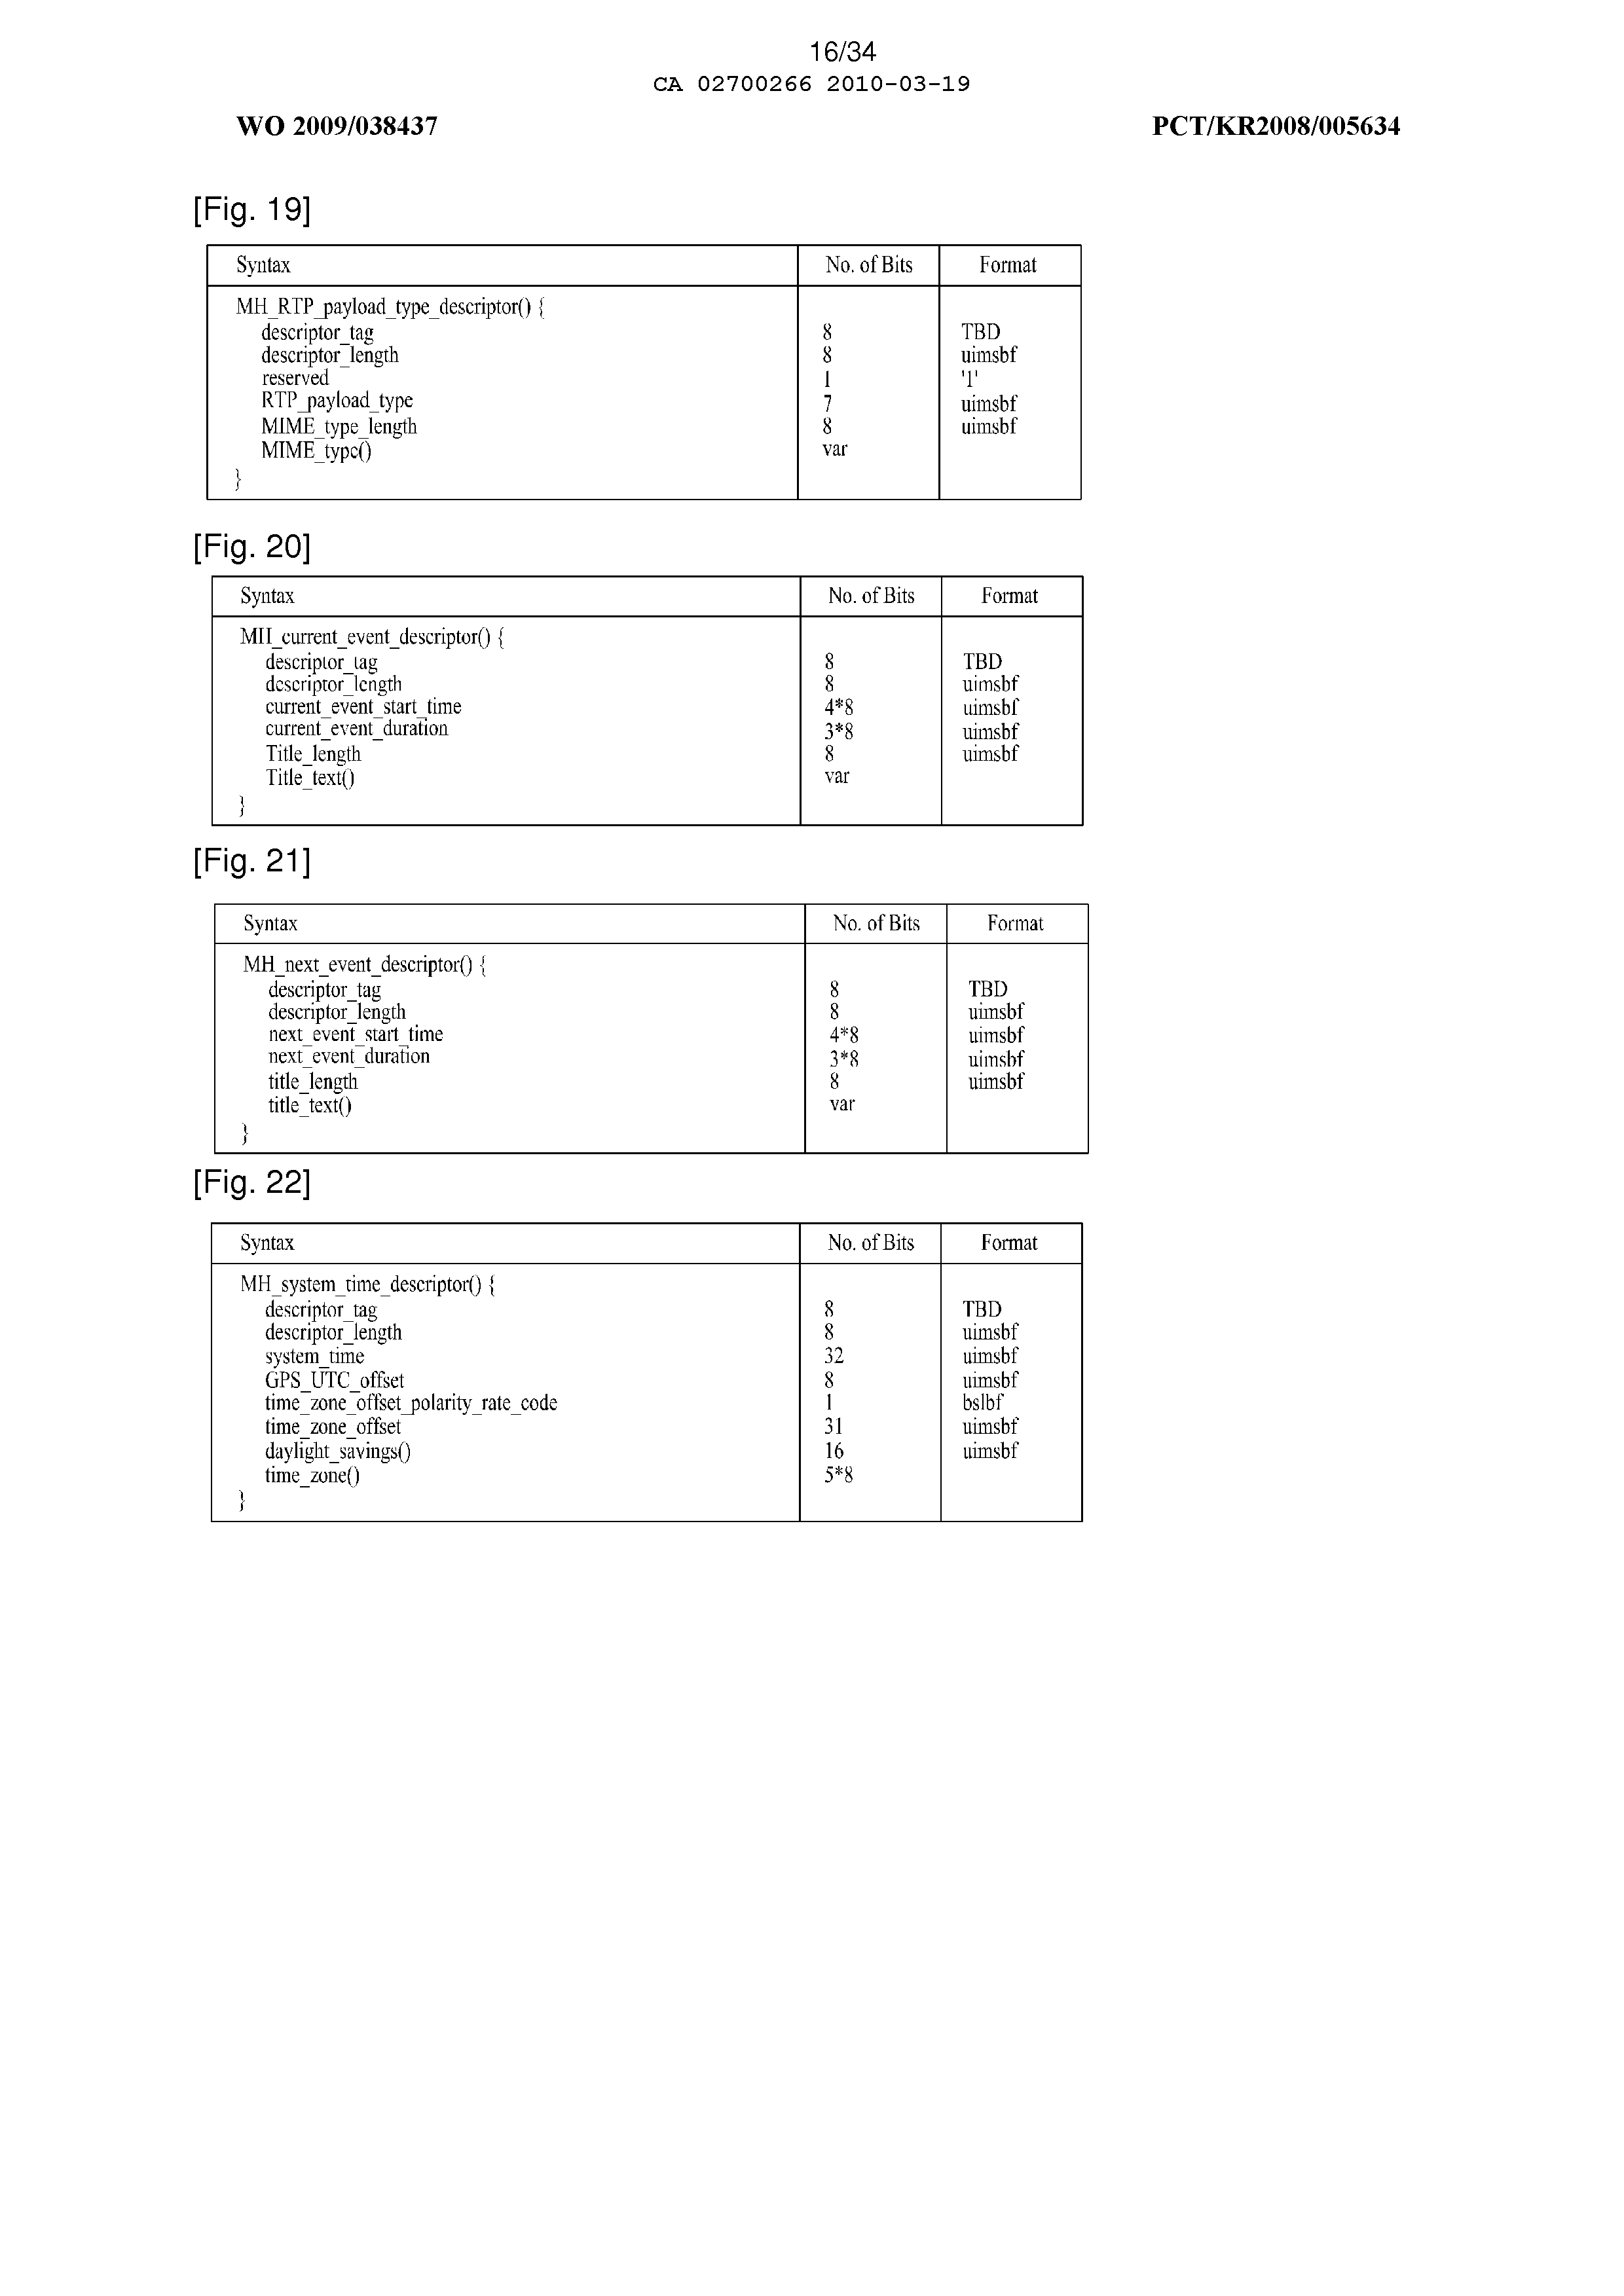 16/34
CA 02700266 2010-03-19
WO 2009/038437 PCT/KR2008/005634
[Fig. 19]
Syntax No. of Bits Format
MH_RTP_payload_type_descriptor() {
descriptor_tag 8 TBD
descriptor_length 8 uimsbf
reserved 1 '1'
RTP_payload_type 7 uimsbf
MIME_type_length 8 uimsbf
MIME_type() var
}
[Fig. 20]
Syntax No. of Bits Format
MH_current_event_descriptor() {
descriptor_tag 8 TBD
descriptor_length 8 uimsbf
current_event_start_time 4*8 uimsbf
current_event_duration 3*8 uimsbf
Title_length 8 uimsbf
Title_text() var
}
[Fig. 21]
Syntax No. of Bits Format
MH_next_event_descriptor() {
descriptor_tag 8 TBD
descriptor_length 8 uimsbf
next_event_start_time 4*8 uimsbf
next_event_duration 3*8 uimsbf
title_length 8 uimsbf
title_text() var
}
[Fig. 22]
Syntax No. of Bits Format
MH_system_time_descriptor() {
descriptor_tag 8 TBD
descriptor_length 8 uimsbf
system_time 32 uimsbf
GPS_UTC_offset 8 uimsbf
time_zone_offset_polarity_rate_code 1 bslbf
time_zone_offset 31 uimsbf
daylight_savings() 16 uimsbf
time_zone() 5*8
}